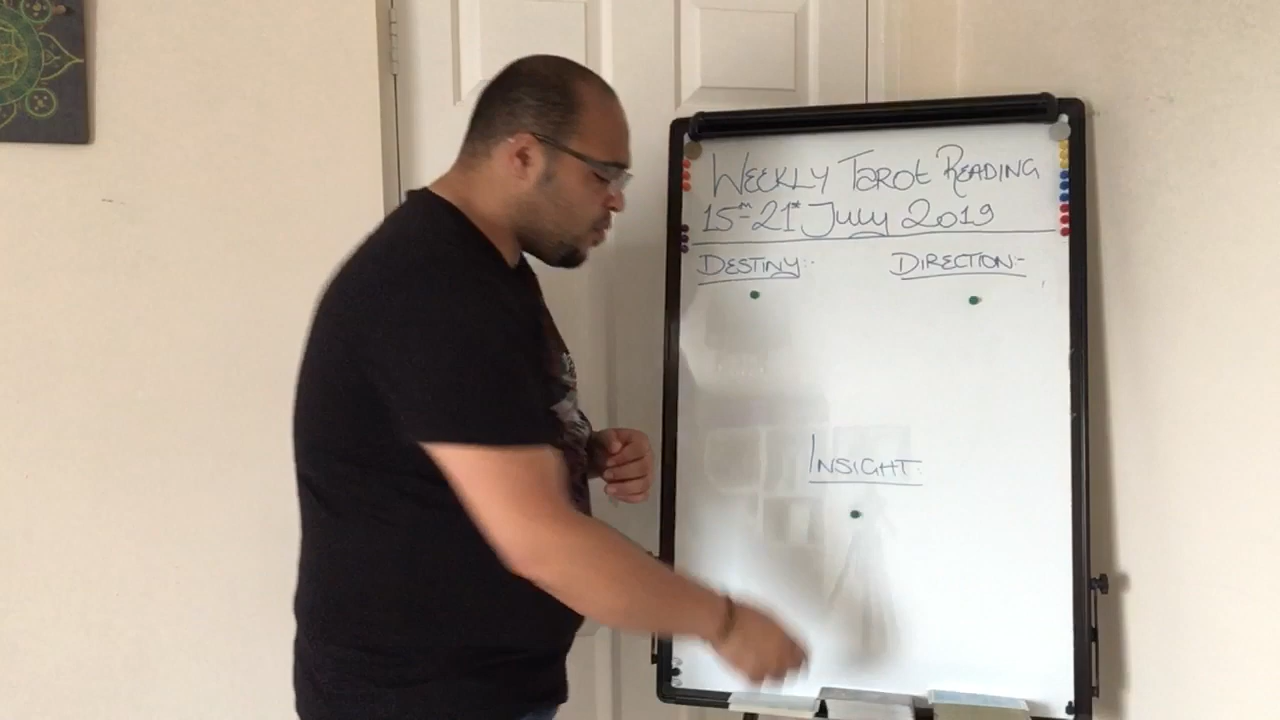 WEEKLY TAROT READING
15TH-21ST JULY 2019
DESTINY:-
DIRECTION:-
INSIGHT:-